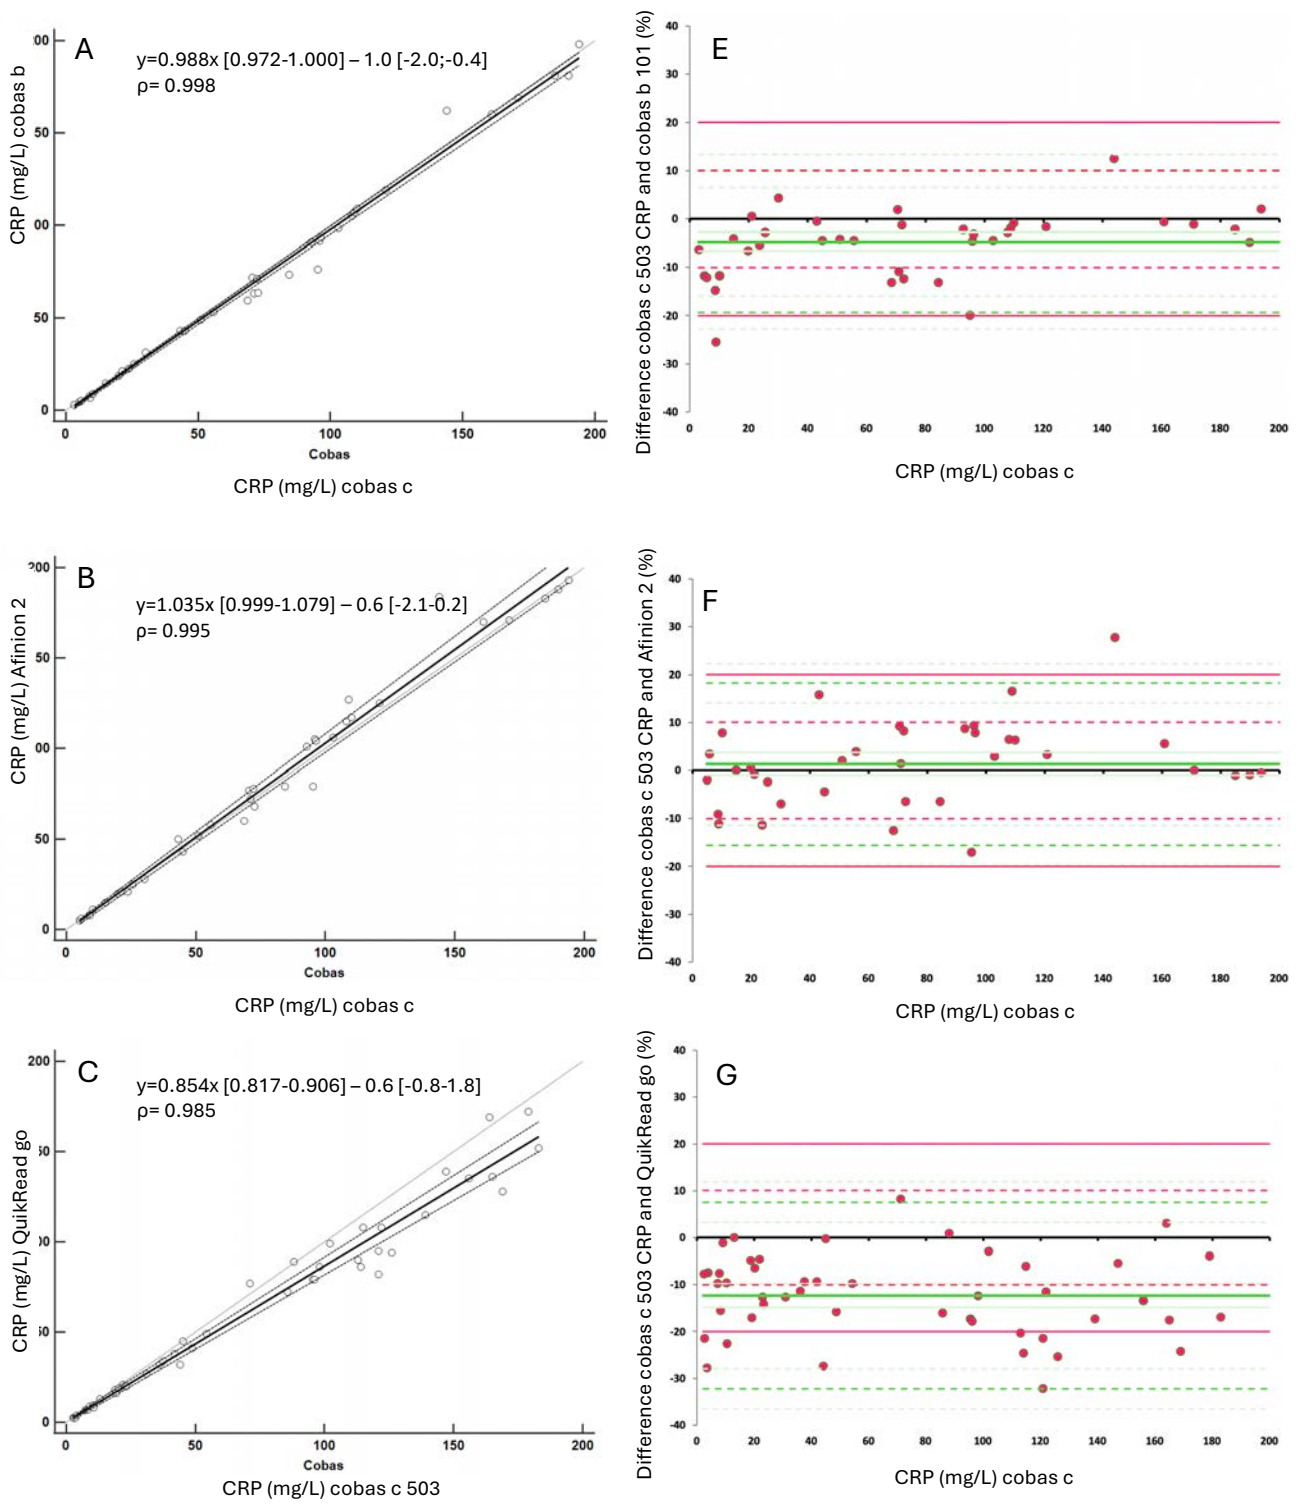 A
y=0.988x [0.972-1.000] – 1.0 [-2.0;-0.4]
ρ= 0.998
CRP (mg/L) cobas b
00
50
00
50
0
0 50 100 150 200
Cobas
CRP (mg/L) cobas c
E
Difference cobas c 503 CRP and cobas b 101 (%)
40
30
20
10
0
-10
-20
-30
-40
0 20 40 60 80 100 120 140 160 180 200
CRP (mg/L) cobas c
B
y=1.035x [0.999-1.079] – 0.6 [-2.1-0.2]
ρ= 0.995
CRP (mg/L) Afinion 2
200
50
00
50
0
0 50 100 150 200
Cobas
CRP (mg/L) cobas c
F
Difference cobas c 503 CRP and Afinion 2 (%)
40
30
20
10
0
-10
-20
-30
-40
0 20 40 60 80 100 120 140 160 180 200
CRP (mg/L) cobas c
C
y=0.854x [0.817-0.906] – 0.6 [-0.8-1.8]
ρ= 0.985
CRP (mg/L) QuikRead go
200
50
00
50
0
0 50 100 150 200
Cobas
CRP (mg/L) cobas c 503
G
Difference cobas c 503 CRP and QuikRead go (%)
40
30
20
10
0
-10
-20
-30
-40
0 20 40 60 80 100 120 140 160 180 200
CRP (mg/L) cobas c